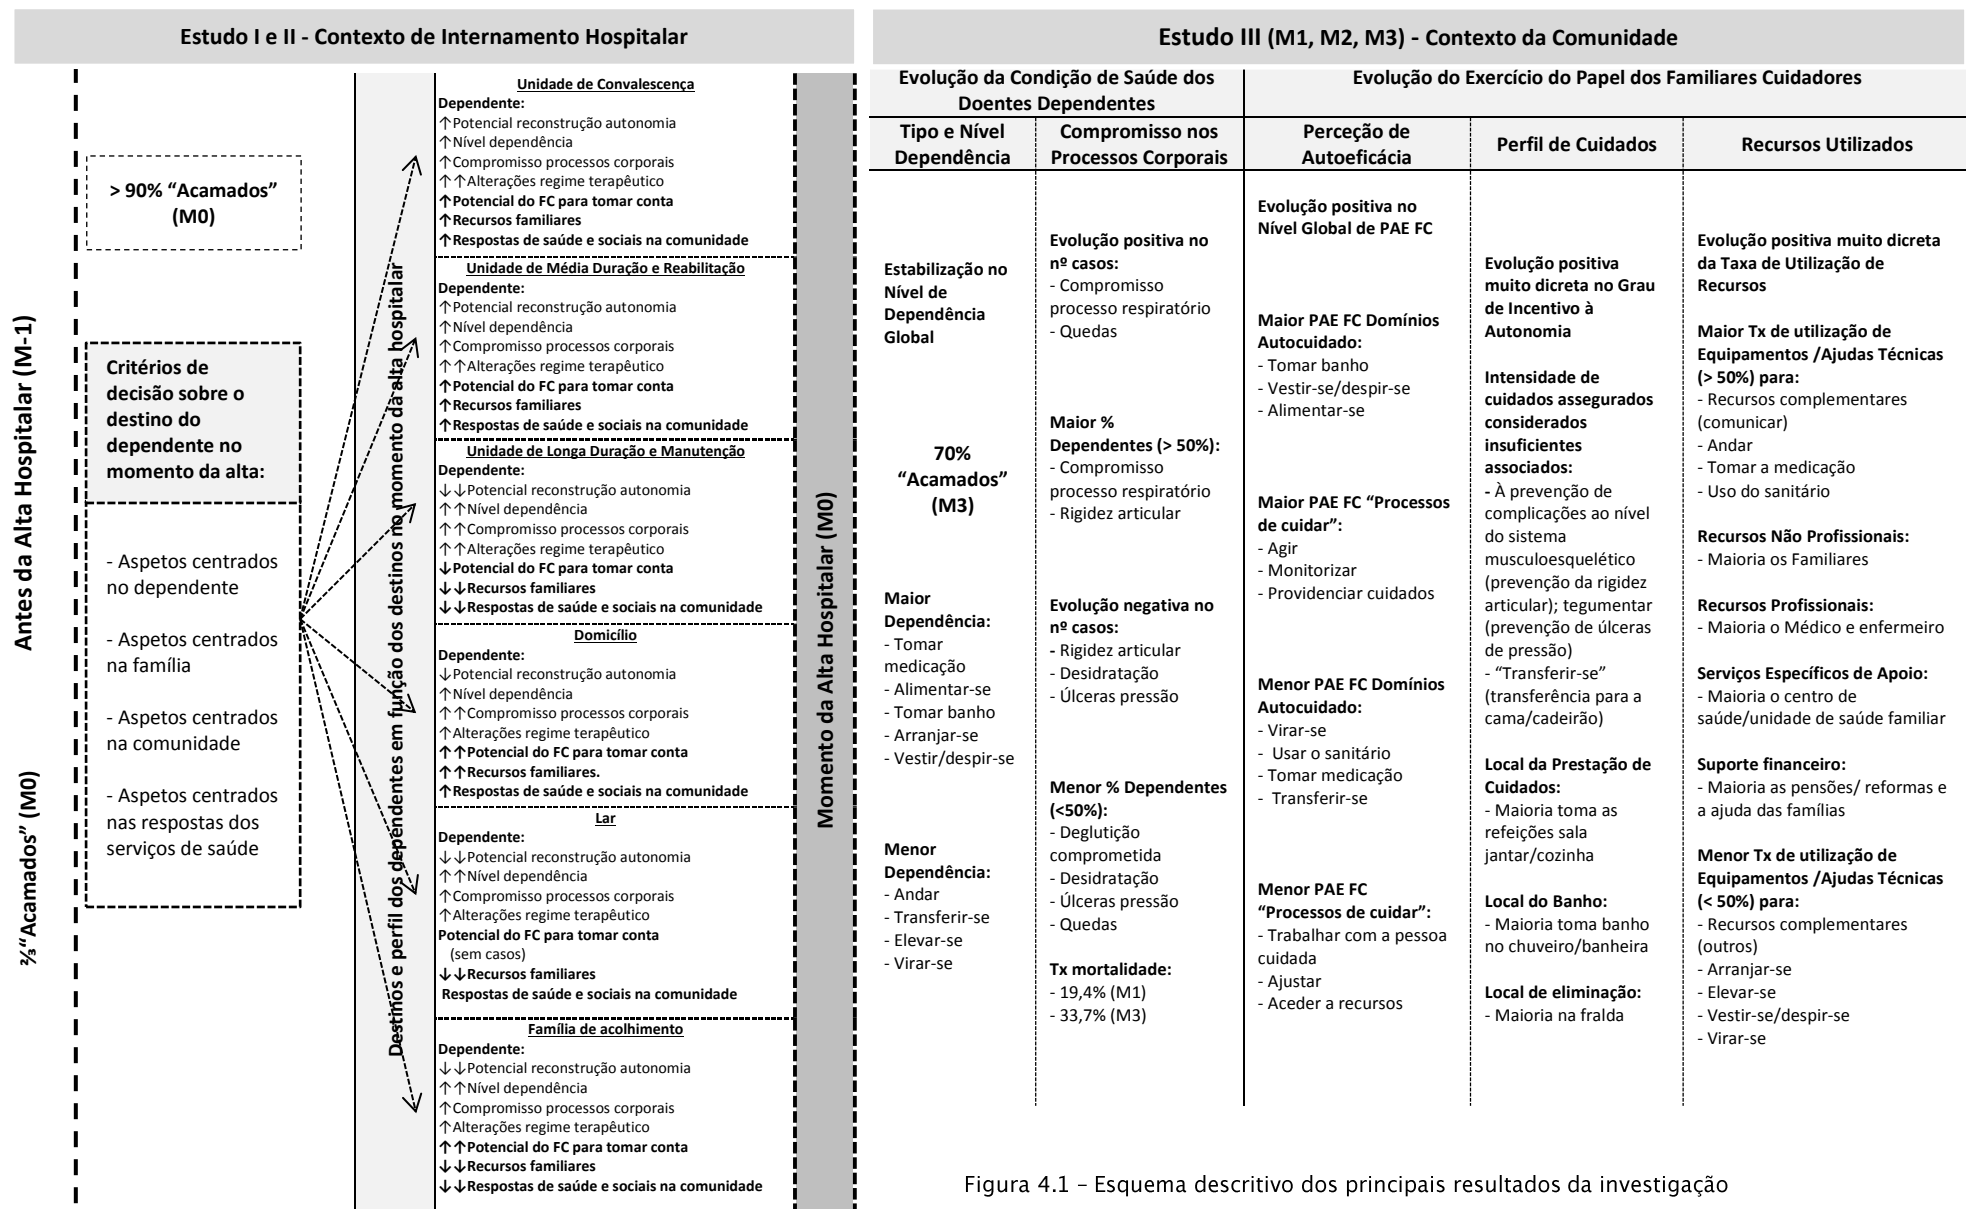 Estudo I e II - Contexto de Internamento Hospitalar
Antes da Alta Hospitalar (M-1)
⅔“Acamados” (M0)
> 90% “Acamados”
(M0)
Critérios de
decisão sobre o
destino do
dependente no
momento da alta:
- Aspetos centrados
no dependente
- Aspetos centrados
na família
- Aspetos centrados
na comunidade
- Aspetos centrados
nas respostas dos
serviços de saúde
Destinos e perfil dos dependentes em função dos destinos no momento da alta hospitalar
Unidade de Convalescença
Dependente:
↑Potencial reconstrução autonomia
↑Nível dependência
↑Compromisso processos corporais
↑↑Alterações regime terapêutico
↑Potencial do FC para tomar conta
↑Recursos familiares
↑Respostas de saúde e sociais na comunidade
Unidade de Média Duração e Reabilitação
Dependente:
↑Potencial reconstrução autonomia
↑Nível dependência
↑Compromisso processos corporais
↑↑Alterações regime terapêutico
↑Potencial do FC para tomar conta
↑Recursos familiares
↑Respostas de saúde e sociais na comunidade
Unidade de Longa Duração e Manutenção
Dependente:
↓↓Potencial reconstrução autonomia
↑↑Nível dependência
↑↑Compromisso processos corporais
↑↑Alterações regime terapêutico
↓Potencial do FC para tomar conta
↓↓Recursos familiares
↓↓Respostas de saúde e sociais na comunidade
Domicílio
Dependente:
↓Potencial reconstrução autonomia
↑Nível dependência
↑↑Compromisso processos corporais
↑Alterações regime terapêutico
↑↑Potencial do FC para tomar conta
↑↑Recursos familiares.
↑Respostas de saúde e sociais na comunidade
Lar
Dependente:
↓↓Potencial reconstrução autonomia
↑↑Nível dependência
↑Compromisso processos corporais
↑Alterações regime terapêutico
Potencial do FC para tomar conta
(sem casos)
↓↓Recursos familiares
Respostas de saúde e sociais na comunidade
Família de acolhimento
Dependente:
↓↓Potencial reconstrução autonomia
↑↑Nível dependência
↑Compromisso processos corporais
↑Alterações regime terapêutico
↑↑Potencial do FC para tomar conta
↓↓Recursos familiares
↓↓Respostas de saúde e sociais na comunidade
Momento da Alta Hospitalar (M0)
Estudo III (M1, M2, M3) - Contexto da Comunidade
Evolução da Condição de Saúde dos
Doentes Dependentes
Evolução do Exercício do Papel dos Familiares Cuidadores
Tipo e Nível
Dependência
Compromisso nos
Processos Corporais
Perceção de
Autoeficácia
Perfil de Cuidados
Recursos Utilizados
Estabilização no
Nível de
Dependência
Global
70%
“Acamados”
(M3)
Maior
Dependência:
- Tomar
medicação
- Alimentar-se
- Tomar banho
- Arranjar-se
- Vestir/despir-se
Menor
Dependência:
- Andar
- Transferir-se
- Elevar-se
- Virar-se
Evolução positiva no
nº casos:
- Compromisso
processo respiratório
- Quedas
Maior %
Dependentes (> 50%):
- Compromisso
processo respiratório
- Rigidez articular
Evolução negativa no
nº casos:
- Rigidez articular
- Desidratação
- Úlceras pressão
Menor % Dependentes
(<50%):
- Deglutição
comprometida
- Desidratação
- Úlceras pressão
- Quedas
Tx mortalidade:
- 19,4% (M1)
- 33,7% (M3)
Evolução positiva no
Nível Global de PAE FC
Maior PAE FC Domínios
Autocuidado:
- Tomar banho
- Vestir-se/despir-se
- Alimentar-se
Maior PAE FC “Processos
de cuidar”:
- Agir
- Monitorizar
- Providenciar cuidados
Menor PAE FC Domínios
Autocuidado:
- Virar-se
- Usar o sanitário
- Tomar medicação
- Transferir-se
Menor PAE FC
“Processos de cuidar”:
- Trabalhar com a pessoa
cuidada
- Ajustar
- Aceder a recursos
Evolução positiva
muito dicreta no Grau
de Incentivo à
Autonomia
Intensidade de
cuidados assegurados
considerados
insuficientes
associados:
- À prevenção de
complicações ao nível
do sistema
musculoesquelético
(prevenção da rigidez
articular); tegumentar
(prevenção de úlceras
de pressão)
- “Transferir-se”
(transferência para a
cama/cadeirão)
Local da Prestação de
Cuidados:
- Maioria toma as
refeições sala
jantar/cozinha
Local do Banho:
- Maioria toma banho
no chuveiro/banheira
Local de eliminação:
- Maioria na fralda
Evolução positiva muito dicreta
da Taxa de Utilização de
Recursos
Maior Tx de utilização de
Equipamentos /Ajudas Técnicas
(> 50%) para:
- Recursos complementares
(comunicar)
- Andar
- Tomar a medicação
- Uso do sanitário
Recursos Não Profissionais:
- Maioria os Familiares
Recursos Profissionais:
- Maioria o Médico e enfermeiro
Serviços Específicos de Apoio:
- Maioria o centro de
saúde/unidade de saúde familiar
Suporte financeiro:
- Maioria as pensões/ reformas e
a ajuda das famílias
Menor Tx de utilização de
Equipamentos /Ajudas Técnicas
(< 50%) para:
- Recursos complementares
(outros)
- Arranjar-se
- Elevar-se
- Vestir-se/despir-se
- Virar-se
Figura 4.1 – Esquema descritivo dos principais resultados da investigação